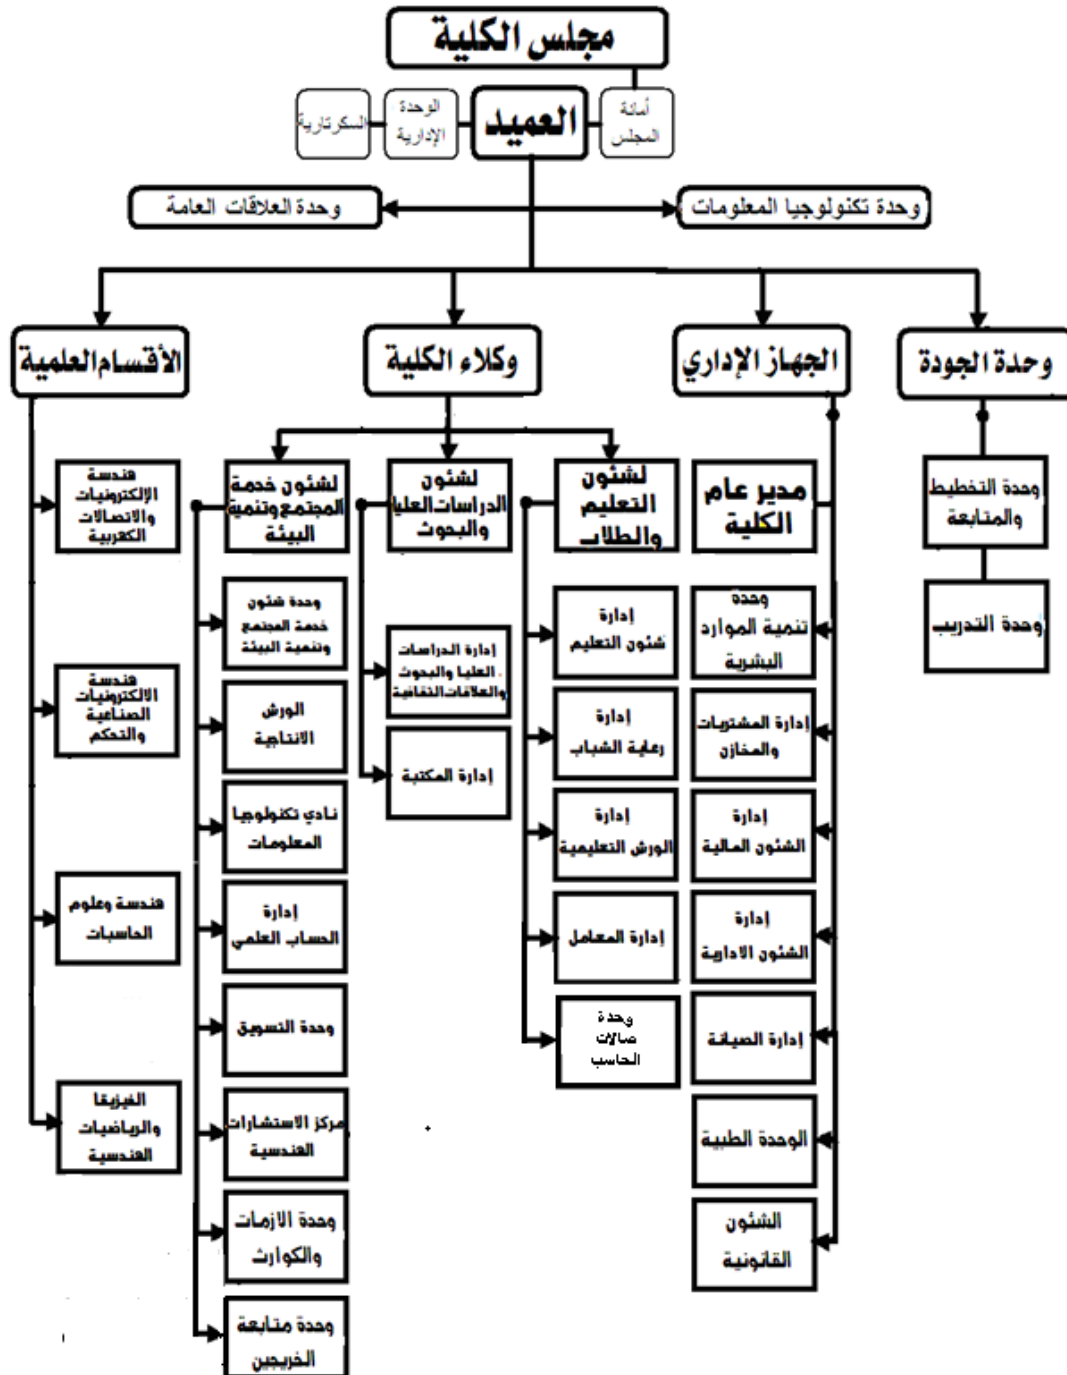 مجلس الكلية
أمانة
المجلس
العميد
الوحدة
الإدارية
السكرتارية
وحدة تكنولوجيا المعلومات
وحدة العلاقات العامة
وحدة الجودة
الجهاز الإداري
وكلاء الكلية
الأقسام العلمية
وحدة التخطيط
والمتابعة
وحدة التدريب
مدير عام
الكلية
وحدة
تنمية الموارد
البشرية
إدارة المشتريات
والمخازن
إدارة
الشئون المالية
إدارة
الشئون الادارية
إدارة الصيانة
الوحدة الطبية
الشئون
القانونية
لشئون
التعليم
والطلاب
إدارة
شئون التعليم
إدارة
رعاية الشباب
إدارة
الورش التعليمية
إدارة المعامل
وحدة
صالات
الحاسب
لشئون
الدراسات العليا
والبحوث
إدارة الدراسات
العليا والبحوث
والعلاقات الثقافية
إدارة المكتبة
لشئون خدمة
المجتمع وتنمية
البيئة
وحدة شئون
خدمة المجتمع
وتنمية البيئة
الورش
الانتاجية
نادي تكنولوجيا
المعلومات
إدارة
الحساب العلمي
وحدة التسويق
مركز الاستشارات
الهندسية
وحدة الازمات
والكوارث
وحدة متابعة
الخريجين
هندسة
الإلكترونيات
والاتصالات
الكهربية
هندسة
الالكترونيات
الصناعية
والتحكم
هندسة وعلوم
الحاسبات
الفيزيقا
والرياضيات
الهندسية